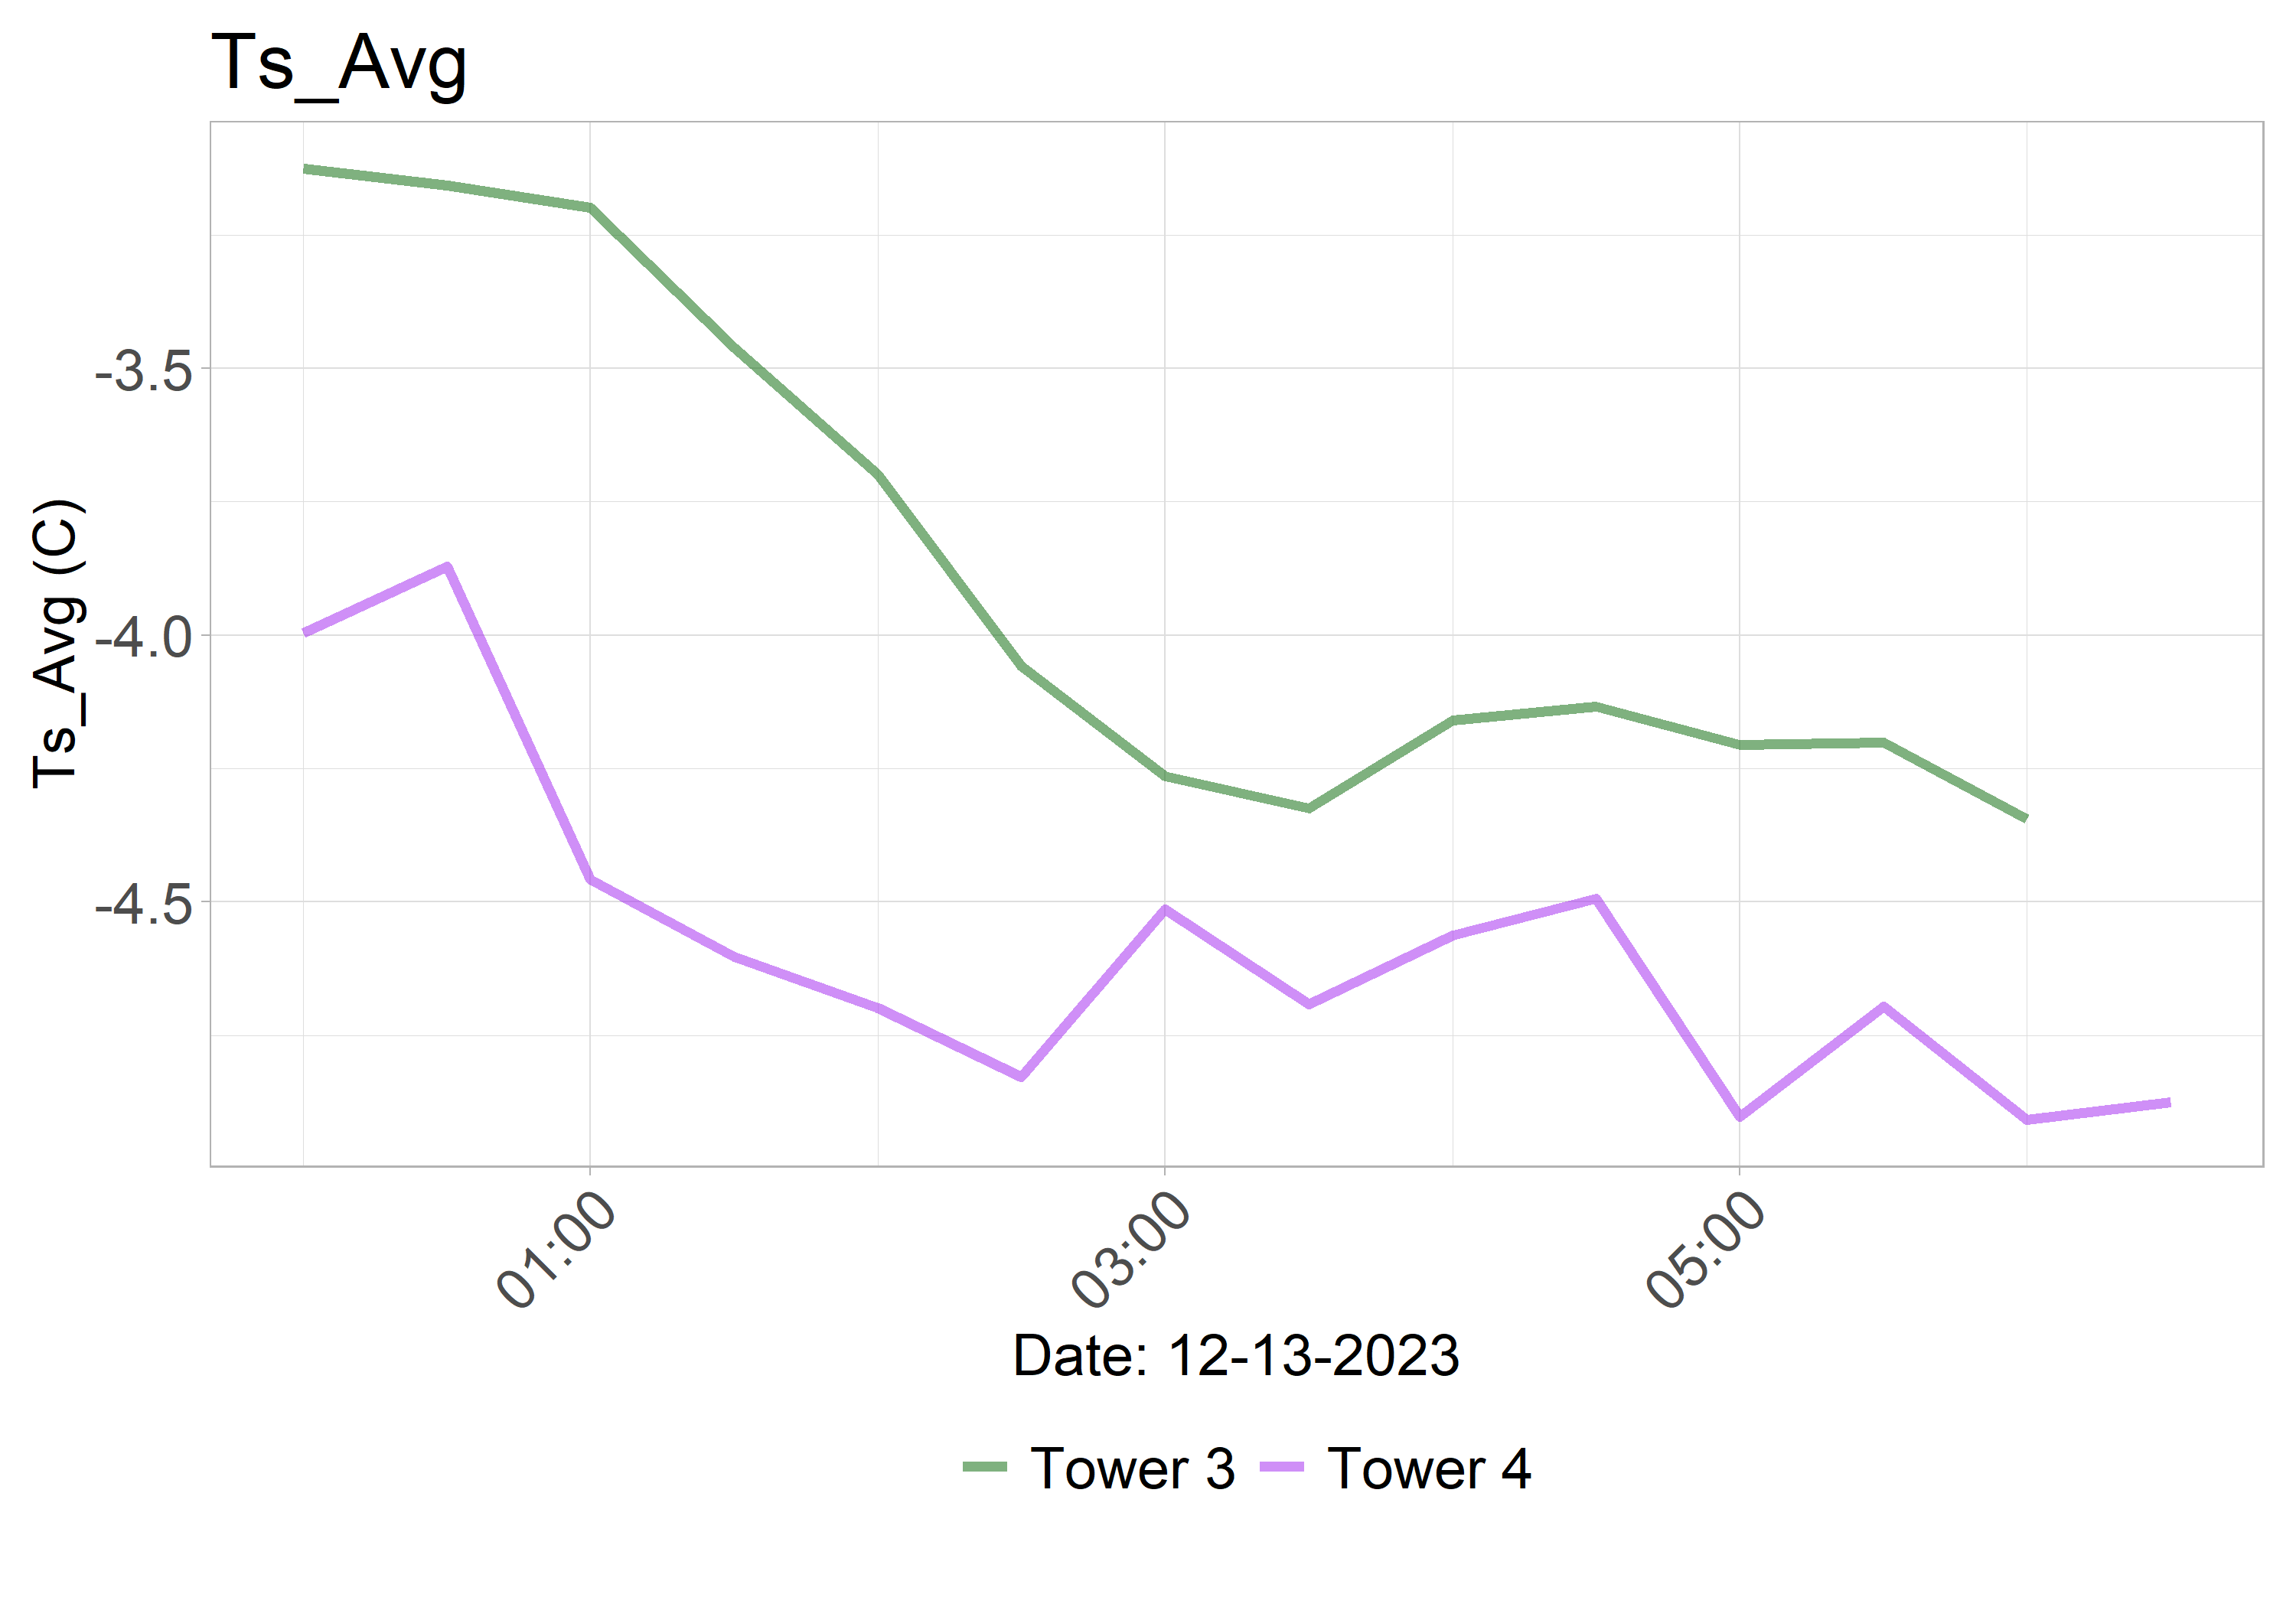 Ts_Avg
Ts_Avg (C)
-3.5
-4.0
-4.5
01:00
03:00
05:00
Date: 12-13-2023
Tower 3
Tower 4